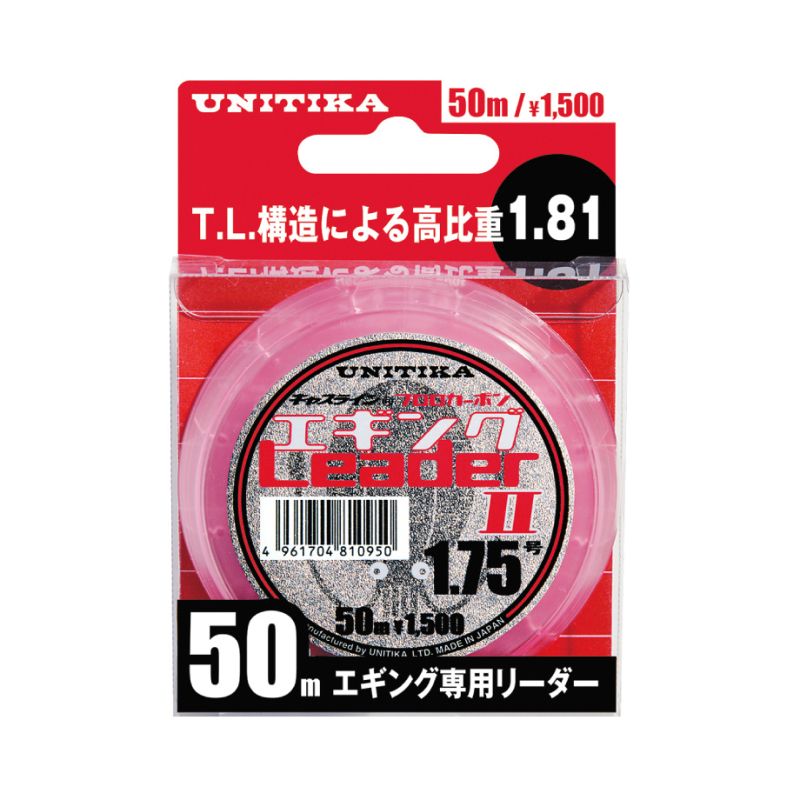 UNITIKA
50m/¥1,500
T.L.構造による高比重1.81
UNITIKA
キャスライン フロロカーボン
エギング
Leader
II
4 961704 810950
1.75号
50m ¥1,500
Manufactured by UNITIKA LTD. MADE IN JAPAN
50m エギング専用リーダー